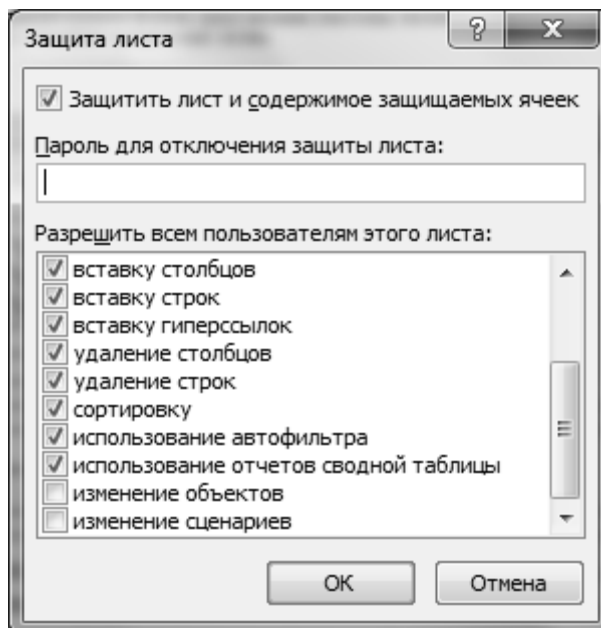 Защита листа
Защитить лист и содержимое защищаемых ячеек
Пароль для отключения защиты листа:
Разрешить всем пользователям этого листа:
вставку столбцов
вставку строк
вставку гиперссылок
удаление столбцов
удаление строк
сортировку
использование автофильтра
использование отчетов сводной таблицы
изменение объектов
изменение сценариев
ОК Отмена